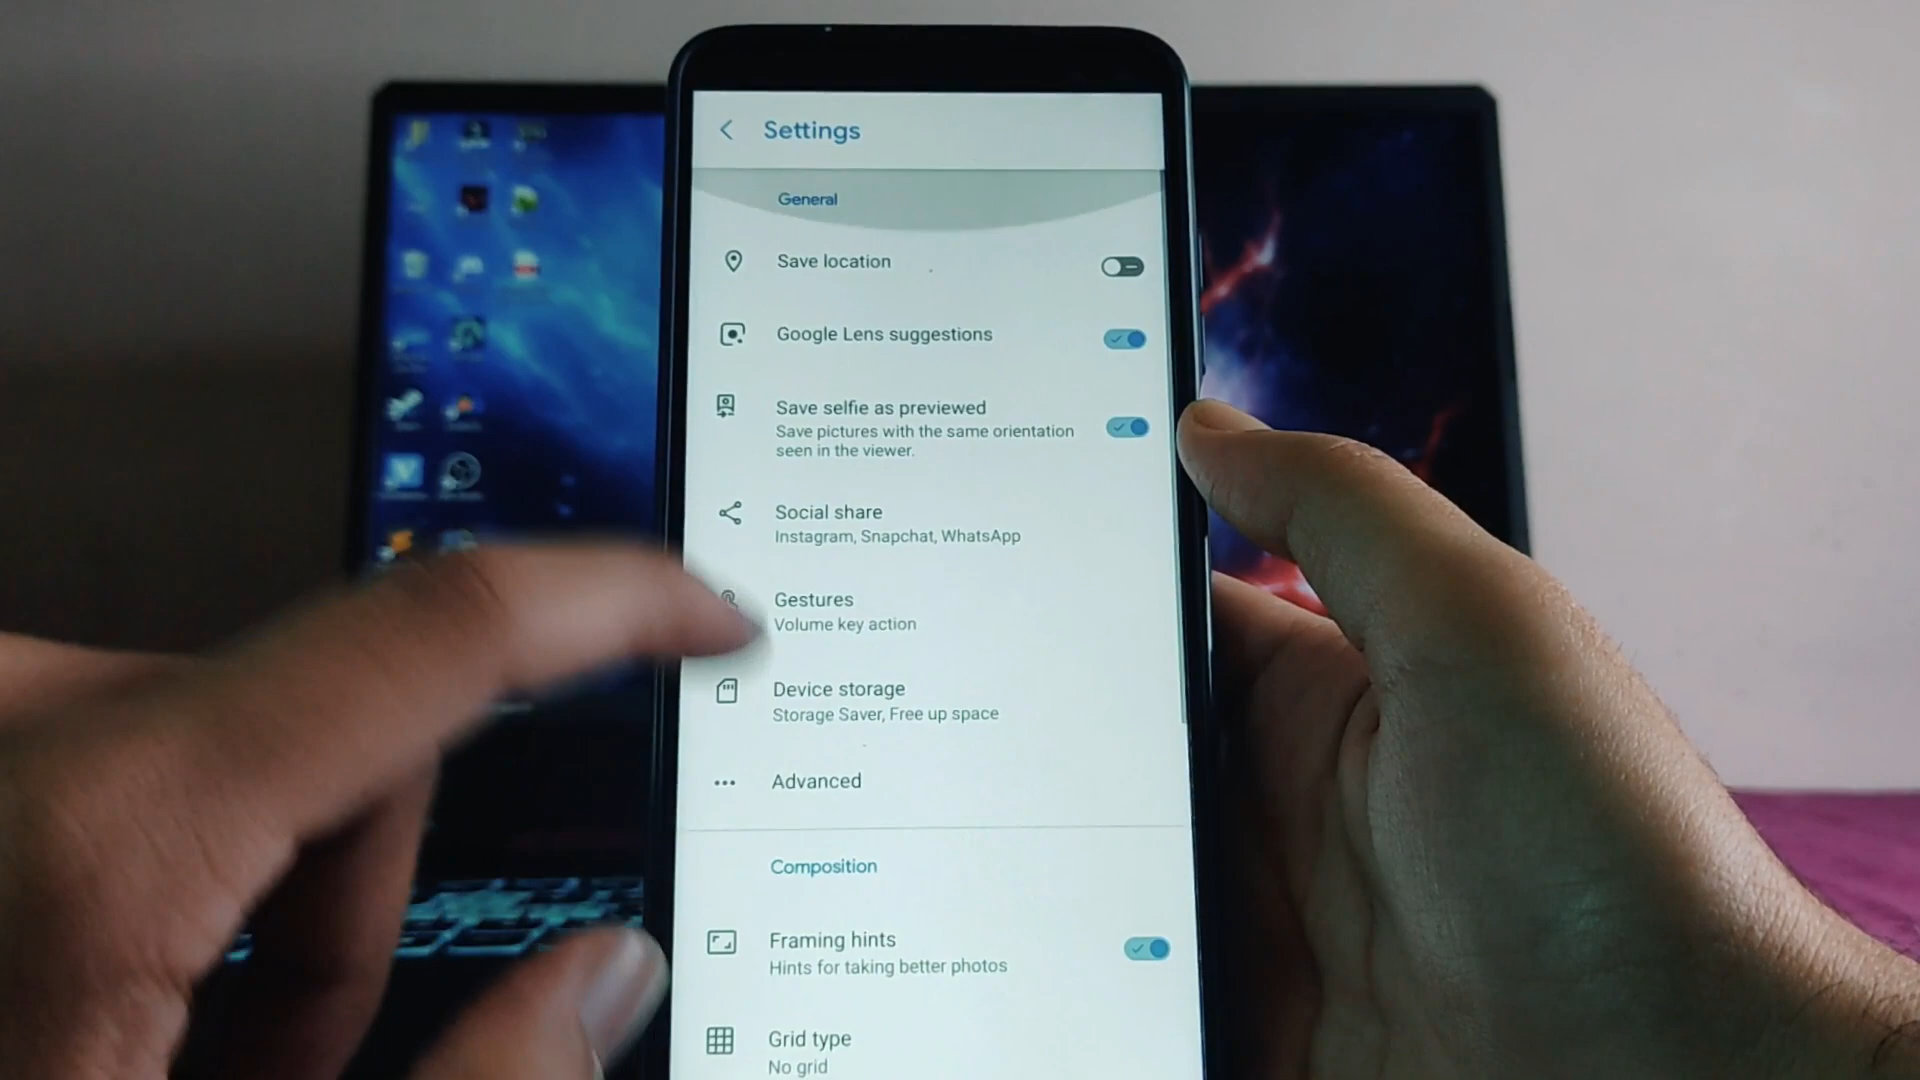 Settings
General
Save location
Google Lens suggestions
Save selfie as previewed
Save pictures with the same orientation
seen in the viewer.
Social share
Instagram, Snapchat, WhatsApp
Gestures
Volume key action
Device storage
Storage Saver, Free up space
Advanced
Composition
Framing hints
Hints for taking better photos
Grid type
No grid